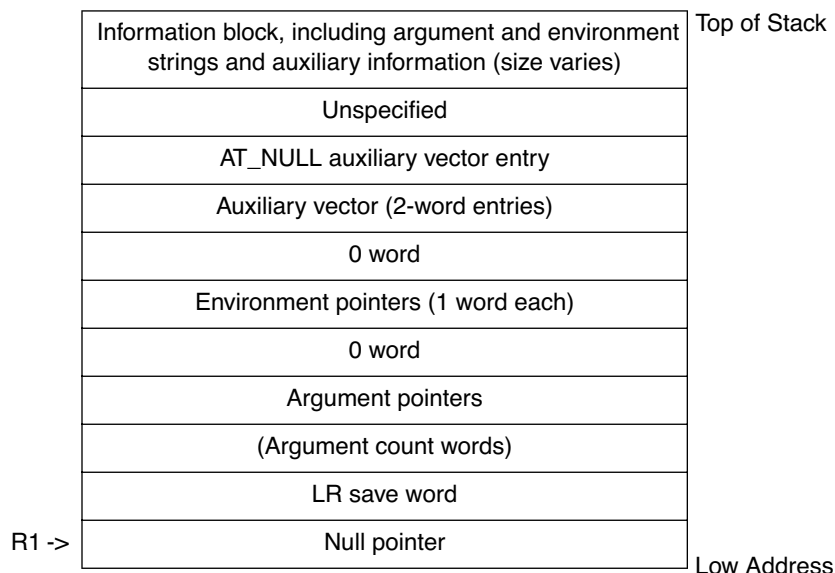 Information block, including argument and environment
strings and auxiliary information (size varies)
Top of Stack
Unspecified
AT_NULL auxiliary vector entry
Auxiliary vector (2-word entries)
0 word
Environment pointers (1 word each)
0 word
Argument pointers
(Argument count words)
LR save word
R1 ->
Null pointer
Low Address